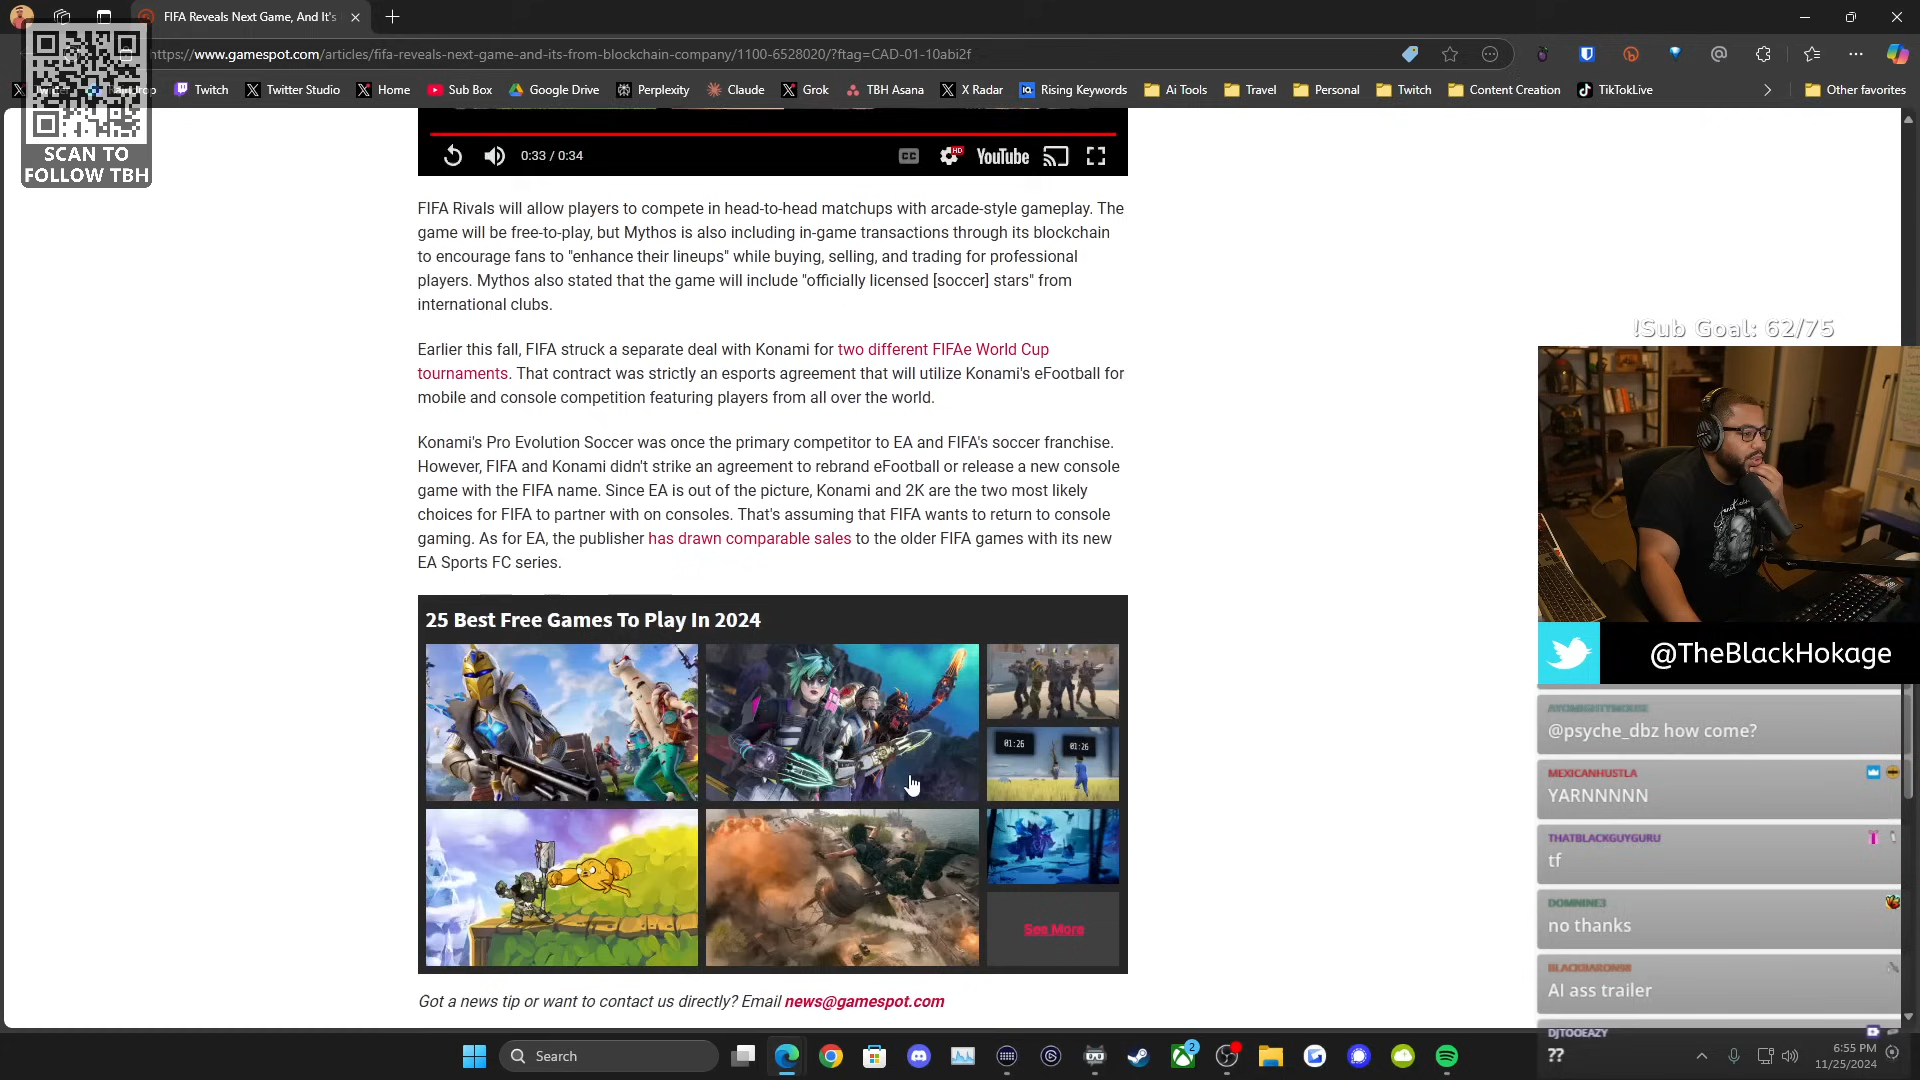 FIFA Reveals Next Game, And It's
https://www.gamespot.com/articles/fifa-reveals-next-game-and-its-from-blockchain-company/1100-6528020/?ftag=CAD-01-10abi2f
Twitch
Twitter Studio
Home
Sub Box
Google Drive
Perplexity
Claude
Grok
TBH Asana
X Radar
Rising Keywords
Ai Tools
Travel
Personal
Twitch
Content Creation
TikTokLive
Other favorites
SCAN TO
FOLLOW TBH
0:33 / 0:34
CC
HD
YouTube
FIFA Rivals will allow players to compete in head-to-head matchups with arcade-style gameplay. The
game will be free-to-play, but Mythos is also including in-game transactions through its blockchain
to encourage fans to "enhance their lineups" while buying, selling, and trading for professional
players. Mythos also stated that the game will include "officially licensed [soccer] stars" from
international clubs.
Earlier this fall, FIFA struck a separate deal with Konami for two different FIFAe World Cup
tournaments. That contract was strictly an esports agreement that will utilize Konami's eFootball for
mobile and console competition featuring players from all over the world.
Konami's Pro Evolution Soccer was once the primary competitor to EA and FIFA's soccer franchise.
However, FIFA and Konami didn't strike an agreement to rebrand eFootball or release a new console
game with the FIFA name. Since EA is out of the picture, Konami and 2K are the two most likely
choices for FIFA to partner with on consoles. That's assuming that FIFA wants to return to console
gaming. As for EA, the publisher has drawn comparable sales to the older FIFA games with its new
EA Sports FC series.
25 Best Free Games To Play In 2024
01:26
01:26
See More
Got a news tip or want to contact us directly? Email news@gamespot.com
!Sub Goal: 62/75
@TheBlackHokage
ATOMIGHTYMOUSE
@psyche_dbz how come?
MEXICANHUSTLA
YARNNNNN
THATBLACKGUYGURU
tf
DOMNINE3
no thanks
BLACKBARON98
AI ass trailer
DJTOOEAZY
??
Search
2
6:55 PM
11/25/2024